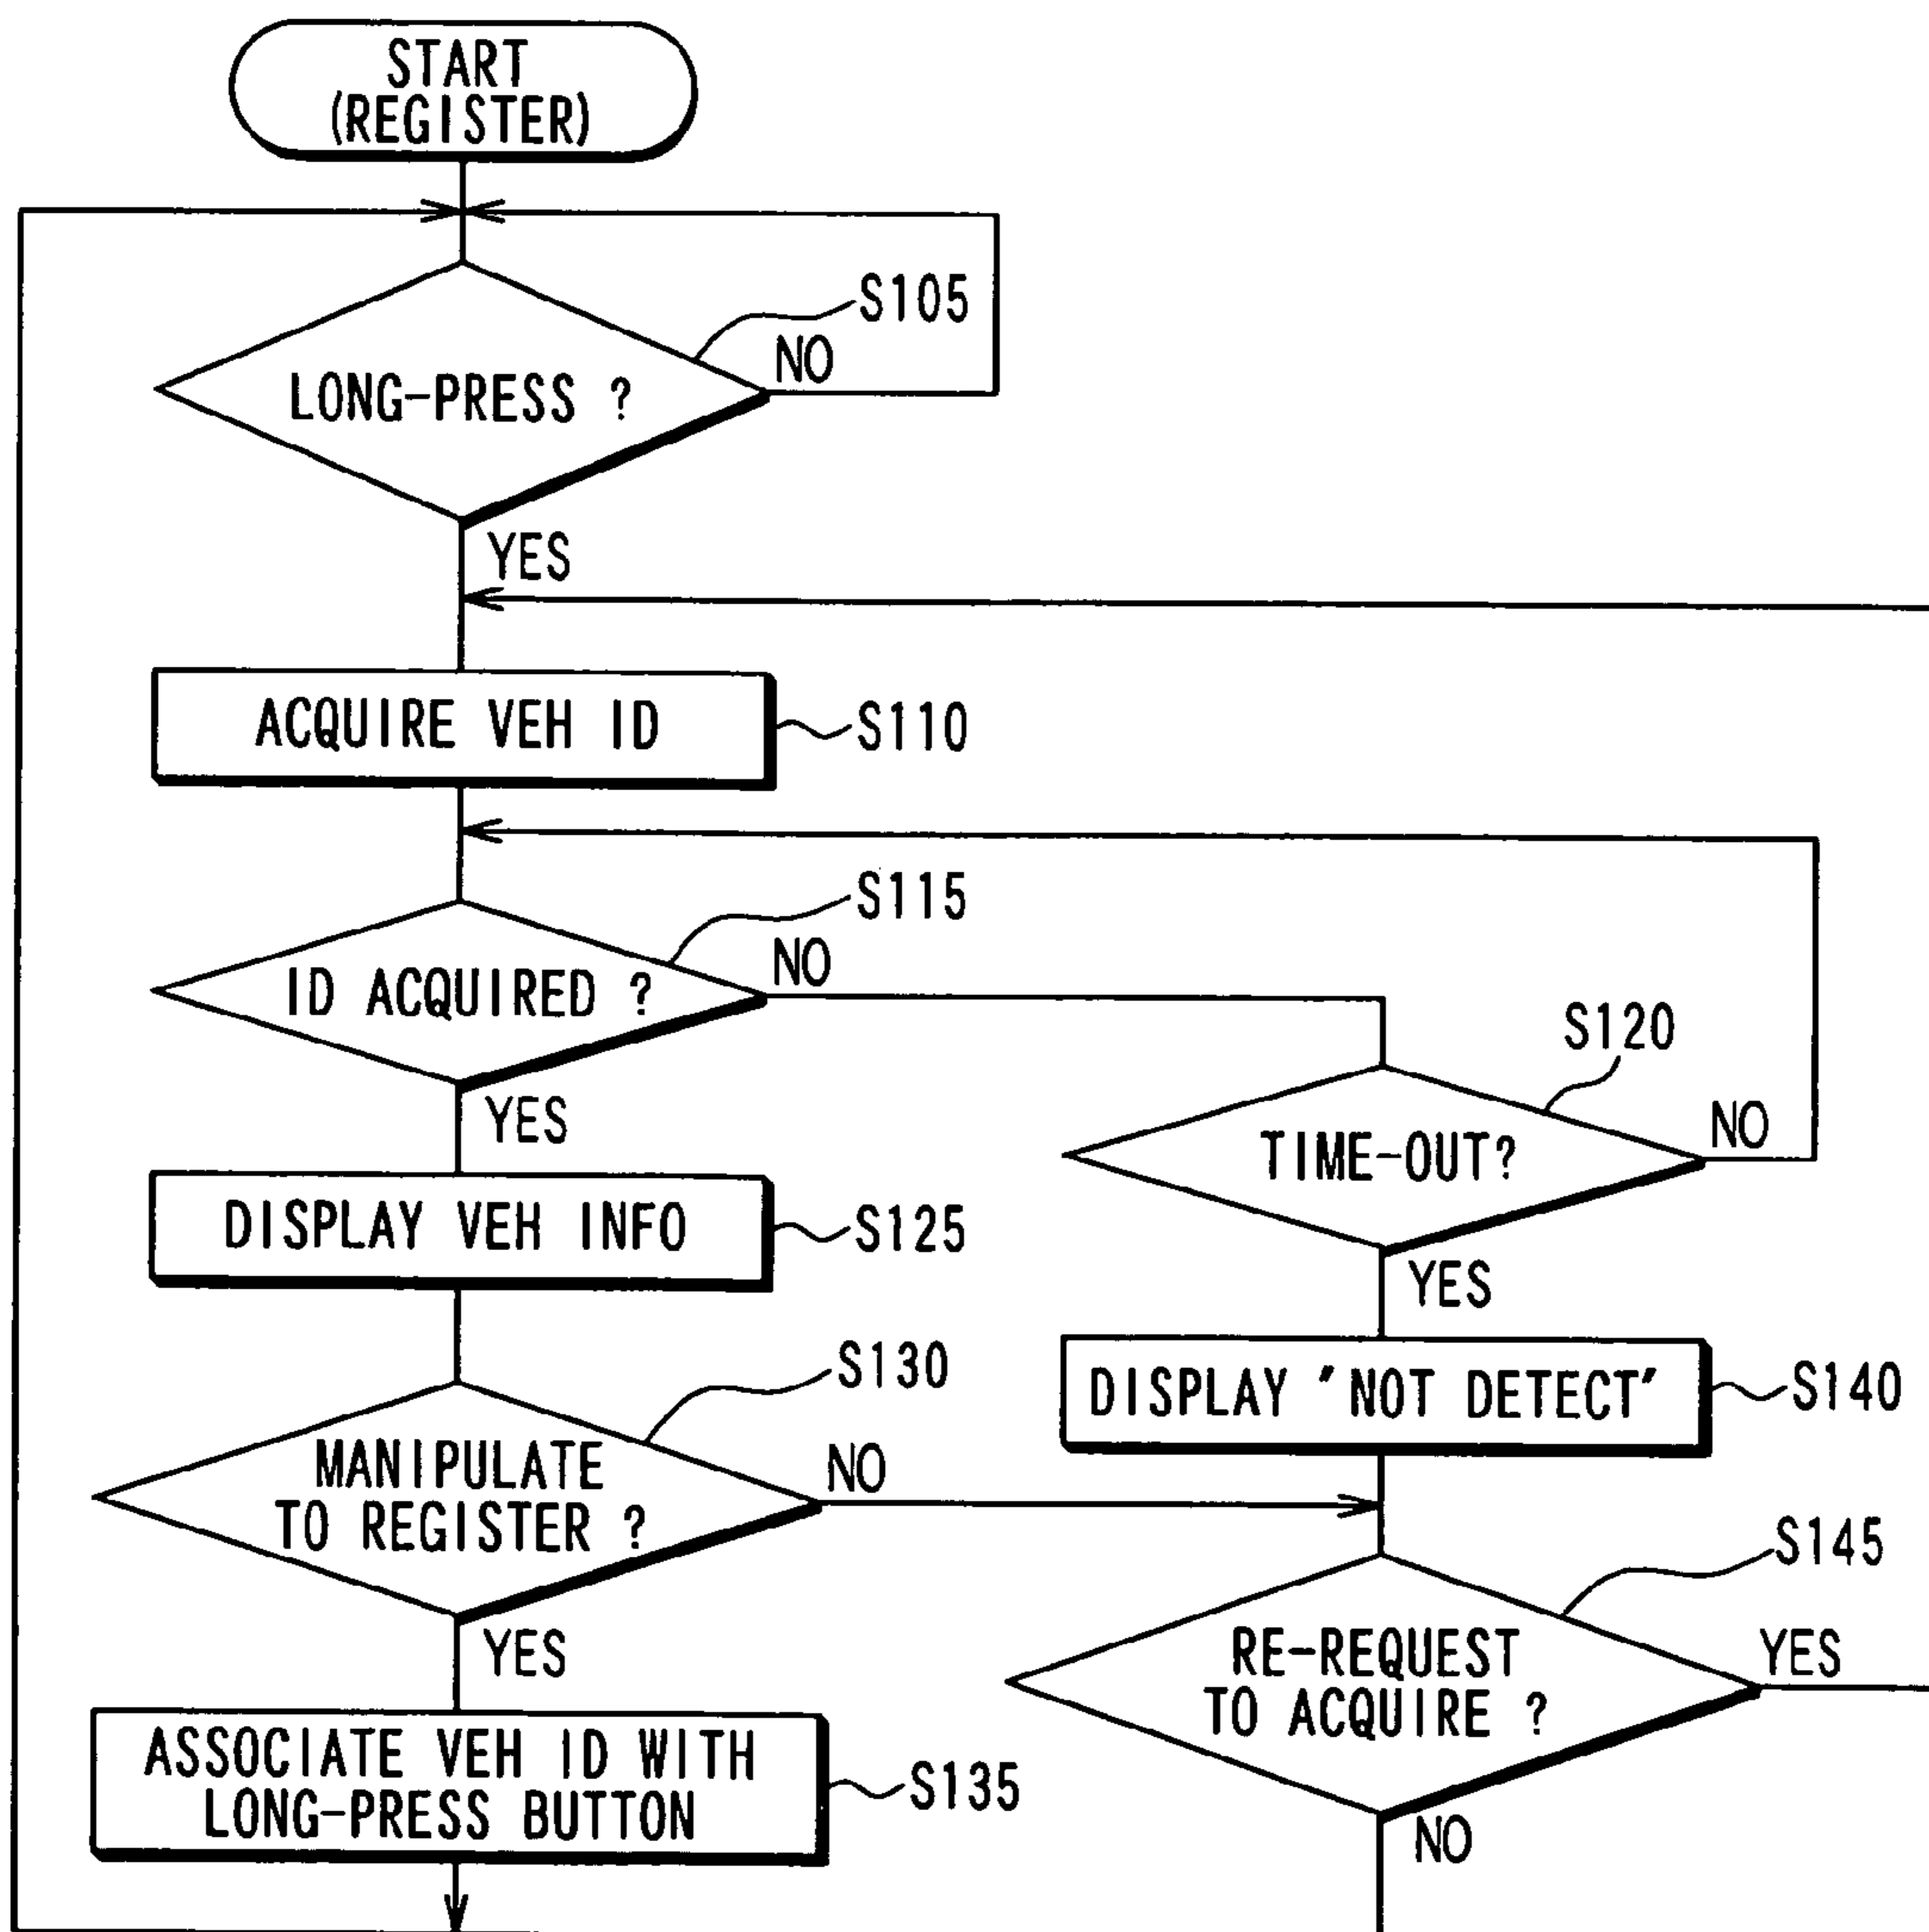 START
(REGISTER)
S105
LONG-PRESS ?
NO
YES
ACQUIRE VEH ID
S110
S115
ID ACQUIRED ?
NO
YES
S120
TIME-OUT?
NO
YES
DISPLAY VEH INFO
S125
S130
MANIPULATE
TO REGISTER ?
NO
YES
DISPLAY "NOT DETECT"
S140
S145
RE-REQUEST
TO ACQUIRE ?
YES
NO
ASSOCIATE VEH ID WITH
LONG-PRESS BUTTON
S135